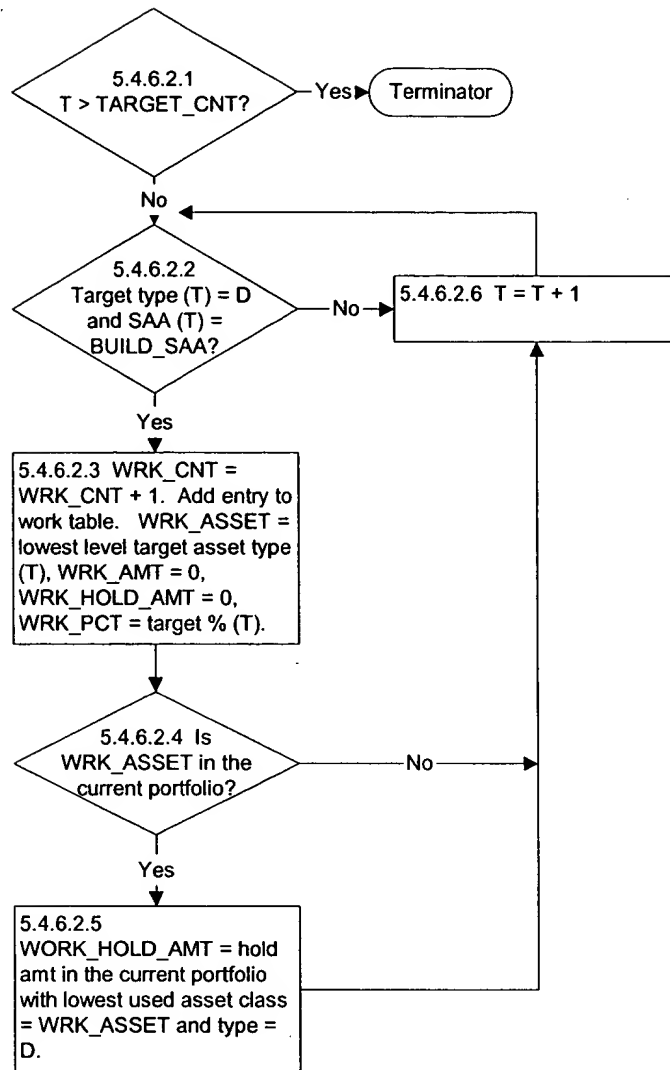 5.4.6.2.1
T > TARGET_CNT?
Yes
Terminator
No
5.4.6.2.2
Target type (T) = D
and SAA (T) =
BUILD_SAA?
No
5.4.6.2.6 T = T + 1
Yes
5.4.6.2.3 WRK_CNT =
WRK_CNT + 1. Add entry to
work table. WRK_ASSET =
lowest level target asset type
(T), WRK_AMT = 0,
WRK_HOLD_AMT = 0,
WRK_PCT = target % (T).
5.4.6.2.4 Is
WRK_ASSET in the
current portfolio?
No
Yes
5.4.6.2.5
WORK_HOLD_AMT = hold
amt in the current portfolio
with lowest used asset class
= WRK_ASSET and type =
D.